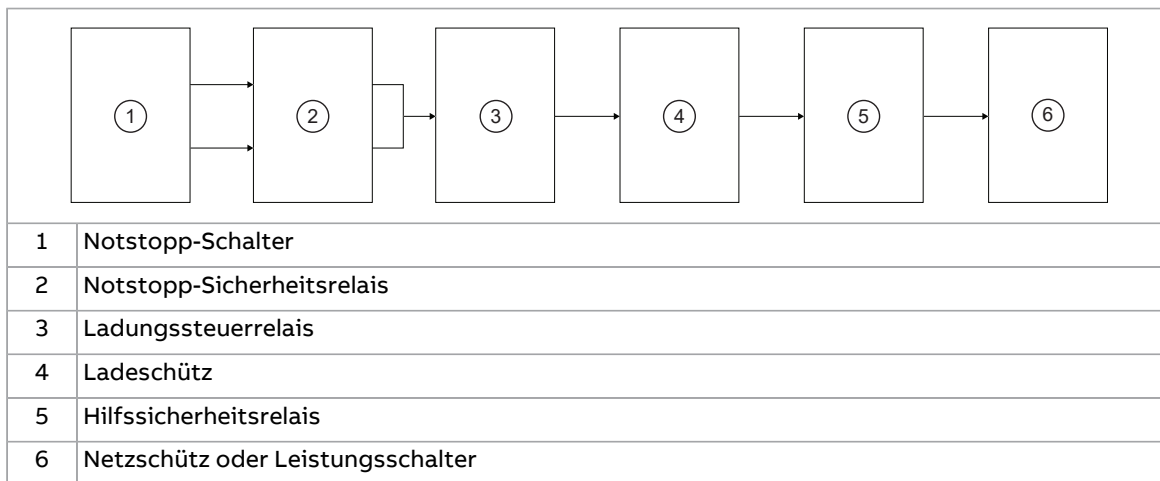 1 2 3 4 5 6
1 Notstopp-Schalter
2 Notstopp-Sicherheitsrelais
3 Ladungssteuerrelais
4 Ladeschütz
5 Hilfssicherheitsrelais
6 Netzschütz oder Leistungsschalter